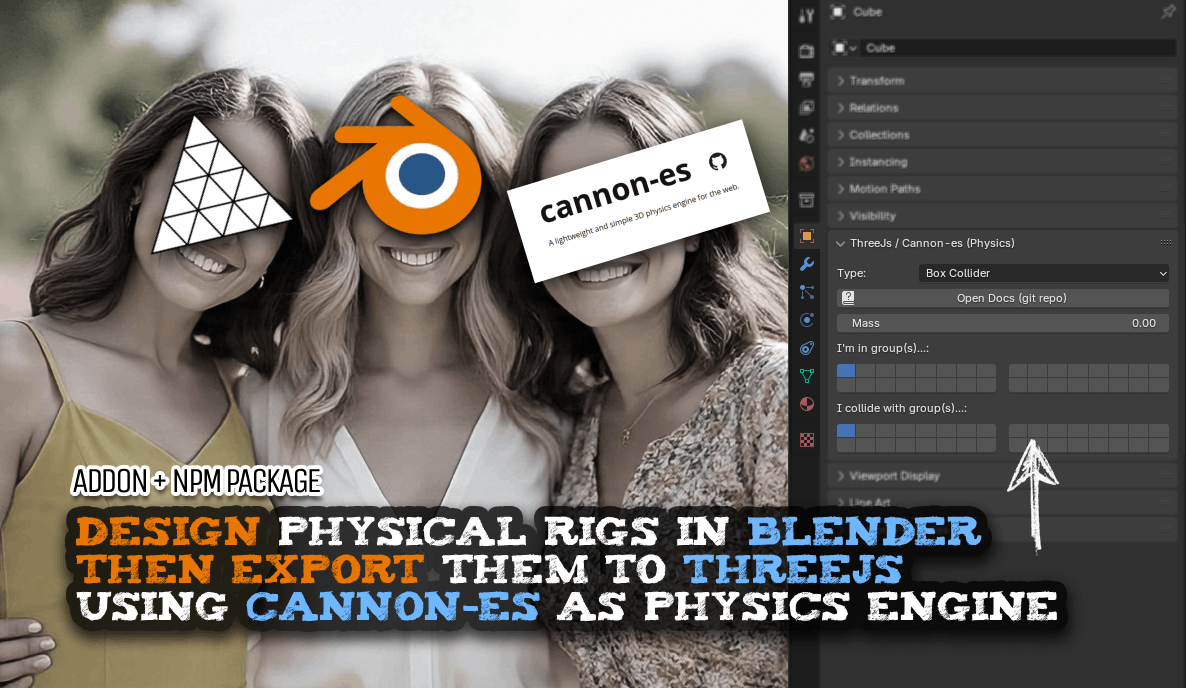 cannon-es
A lightweight and simple 3D physics engine for the web.
ADDON + NPM PACKAGE
DESIGN PHYSICAL RIGS IN BLENDER
THEN EXPORT THEM TO THREEJS
USING CANNON-ES AS PHYSICS ENGINE
Cube
Cube
Transform
Relations
Collections
Instancing
Motion Paths
Visibility
ThreeJs / Cannon-es (Physics)
Type: Box Collider
Open Docs (git repo)
Mass 0.00
I'm in group(s)...:
I collide with group(s)...:
Viewport Display
Line Art